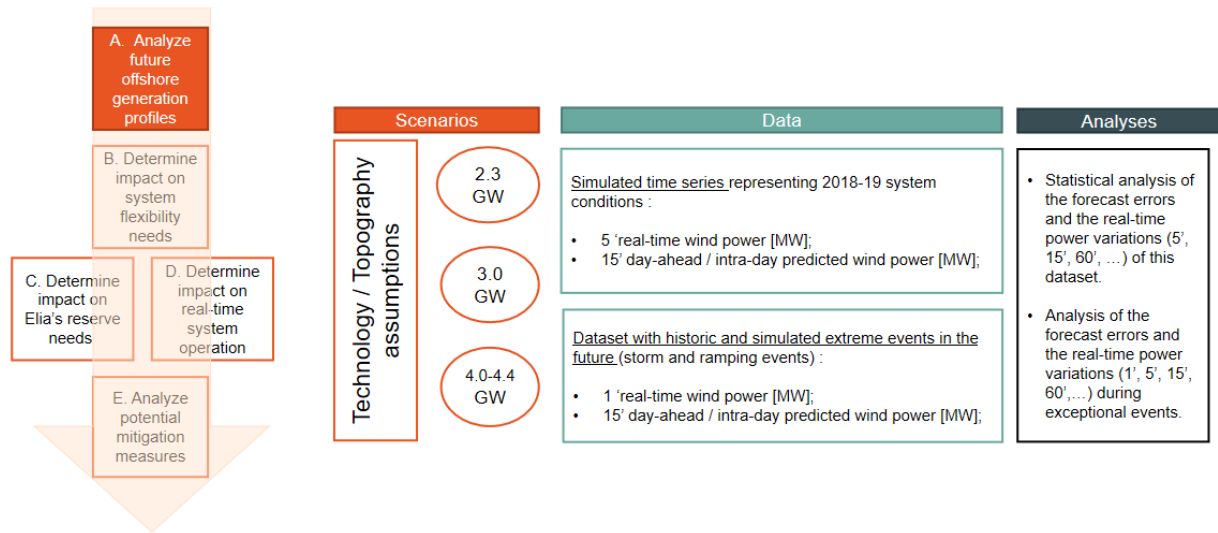 A. Analyze
future
offshore
generation
profiles
B. Determine
impact on
system
flexibility
needs
C. Determine
impact on
Elia's reserve
needs
D. Determine
impact on
real-time
system
operation
E. Analyze
potential
mitigation
measures
Scenarios
Technology / Topography
assumptions
2.3
GW
3.0
GW
4.0-4.4
GW
Data
Simulated time series representing 2018-19 system
conditions :
• 5 'real-time wind power [MW];
• 15' day-ahead / intra-day predicted wind power [MW];
Dataset with historic and simulated extreme events in the
future (storm and ramping events) :
• 1 'real-time wind power [MW];
• 15' day-ahead / intra-day predicted wind power [MW];
Analyses
• Statistical analysis of
the forecast errors
and the real-time
power variations (5',
15', 60', ...) of this
dataset.
• Analysis of the
forecast errors and
the real-time power
variations (1', 5', 15',
60',...) during
exceptional events.